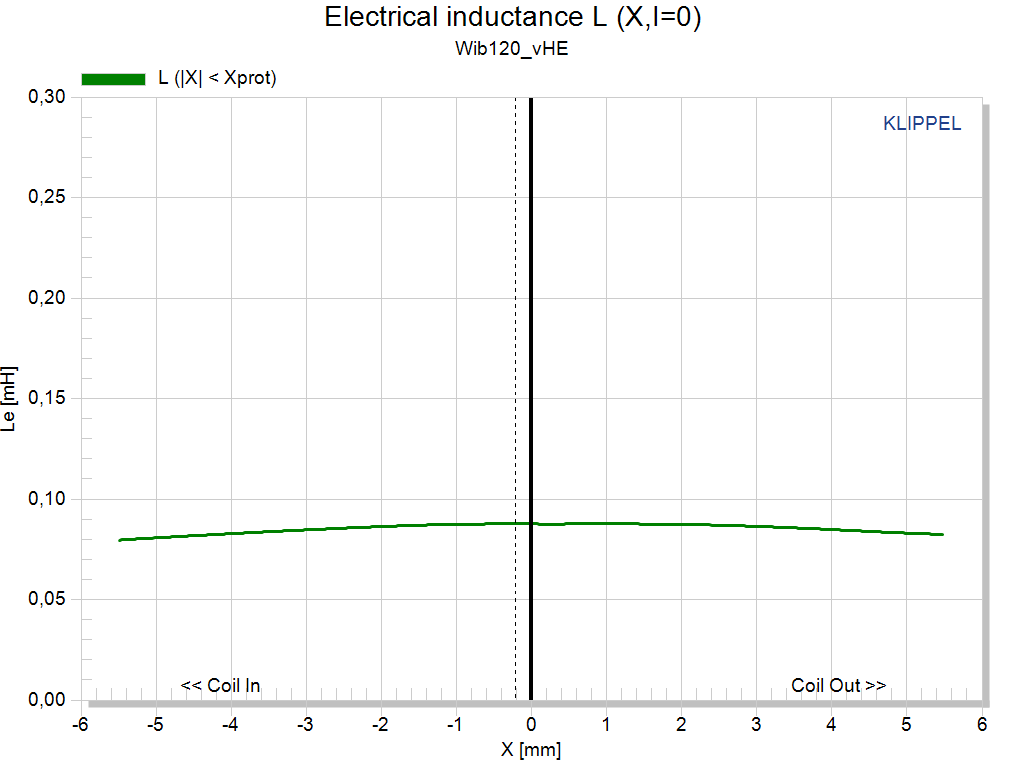 Electrical inductance L (X,I=0)
Wib120_vHE
L (|X| < Xprot)
KLIPPEL
0,30
0,25
0,20
0,15
0,10
0,05
0,00
Le [mH]
<< Coil In
Coil Out >>
-6 -5 -4 -3 -2 -1 0 1 2 3 4 5 6
X [mm]